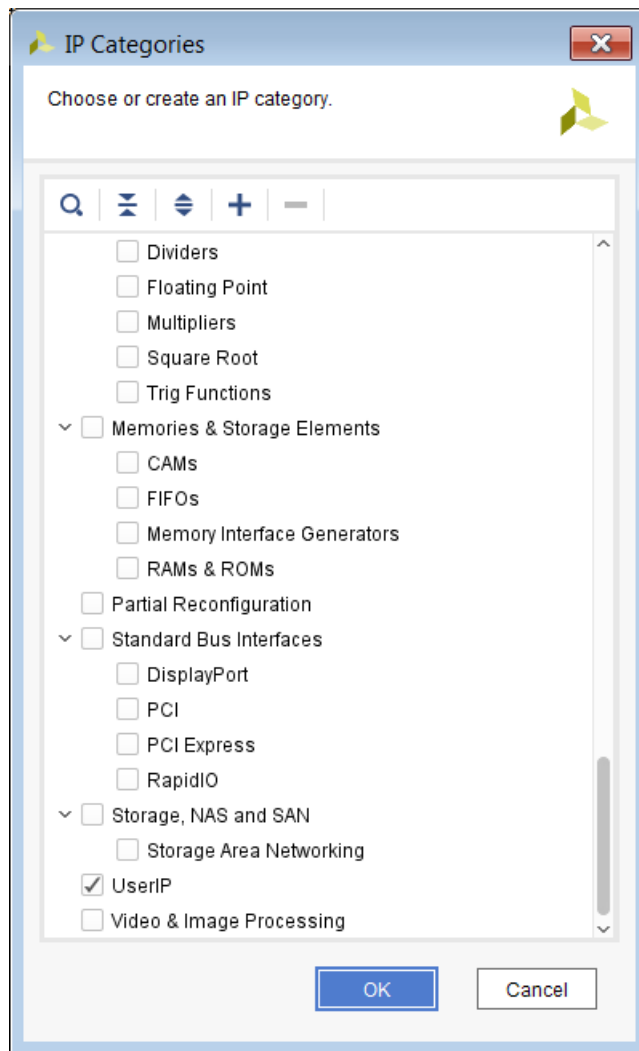 IP Categories
Choose or create an IP category.
Dividers
Floating Point
Multipliers
Square Root
Trig Functions
Memories & Storage Elements
CAMs
FIFOs
Memory Interface Generators
RAMs & ROMs
Partial Reconfiguration
Standard Bus Interfaces
DisplayPort
PCI
PCI Express
RapidIO
Storage, NAS and SAN
Storage Area Networking
UserIP
Video & Image Processing
OK Cancel